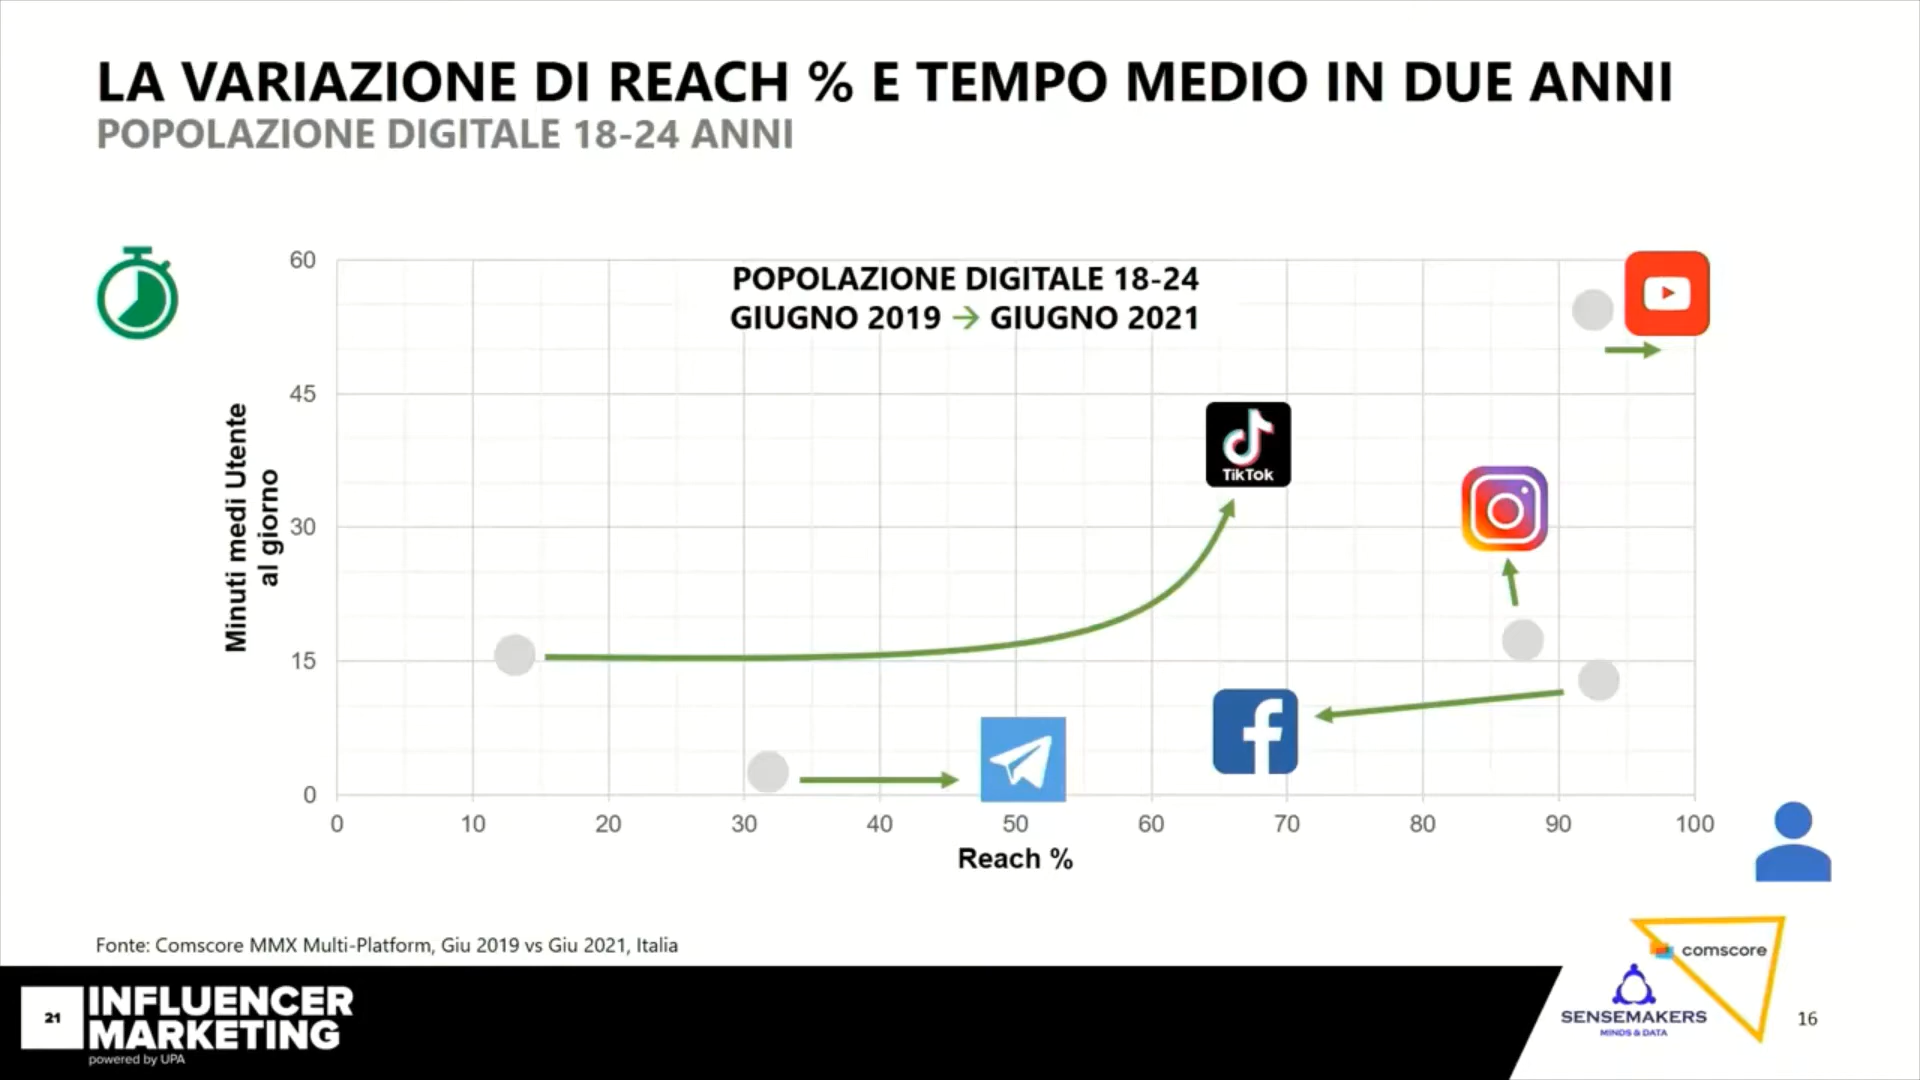 LA VARIAZIONE DI REACH % E TEMPO MEDIO IN DUE ANNI
POPOLAZIONE DIGITALE 18-24 ANNI
POPOLAZIONE DIGITALE 18-24
GIUGNO 2019 → GIUGNO 2021
Minuti medi Utente
al giorno
60
45
30
15
0
TikTok
0 10 20 30 40 50 60 70 80 90 100
Reach %
Fonte: Comscore MMX Multi-Platform, Giu 2019 vs Giu 2021, Italia
comscore
21
INFLUENCER
MARKETING
powered by UPA
SENSEMAKERS
MINDS & DATA
16